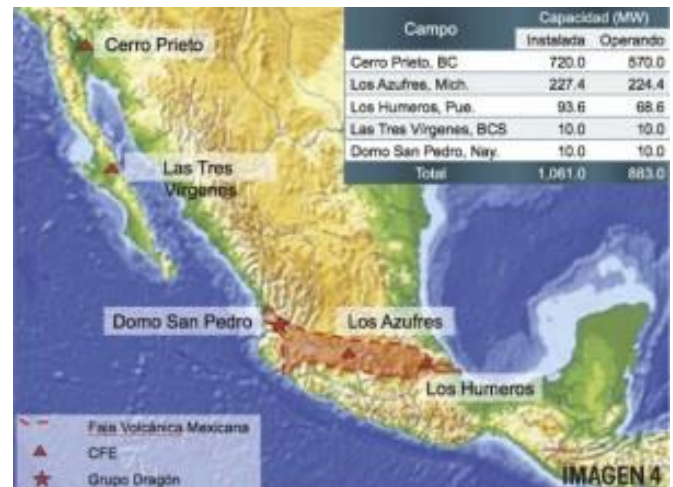 Campo Capacidad (MW)
Instalada Operando
Cerro Prieto, BC 720.0 570.0
Los Azufres, Mich. 227.4 224.4
Los Humeros, Pue. 93.6 68.6
Las Tres Vírgenes, BCS 10.0 10.0
Domo San Pedro, Nay. 10.0 10.0
Total 1,061.0 883.0
Cerro Prieto
Las Tres
Vírgenes
Domo San Pedro
Los Azufres
Los Humeros
Faja Volcánica Mexicana
CFE
Grupo Dragón
IMAGEN 4